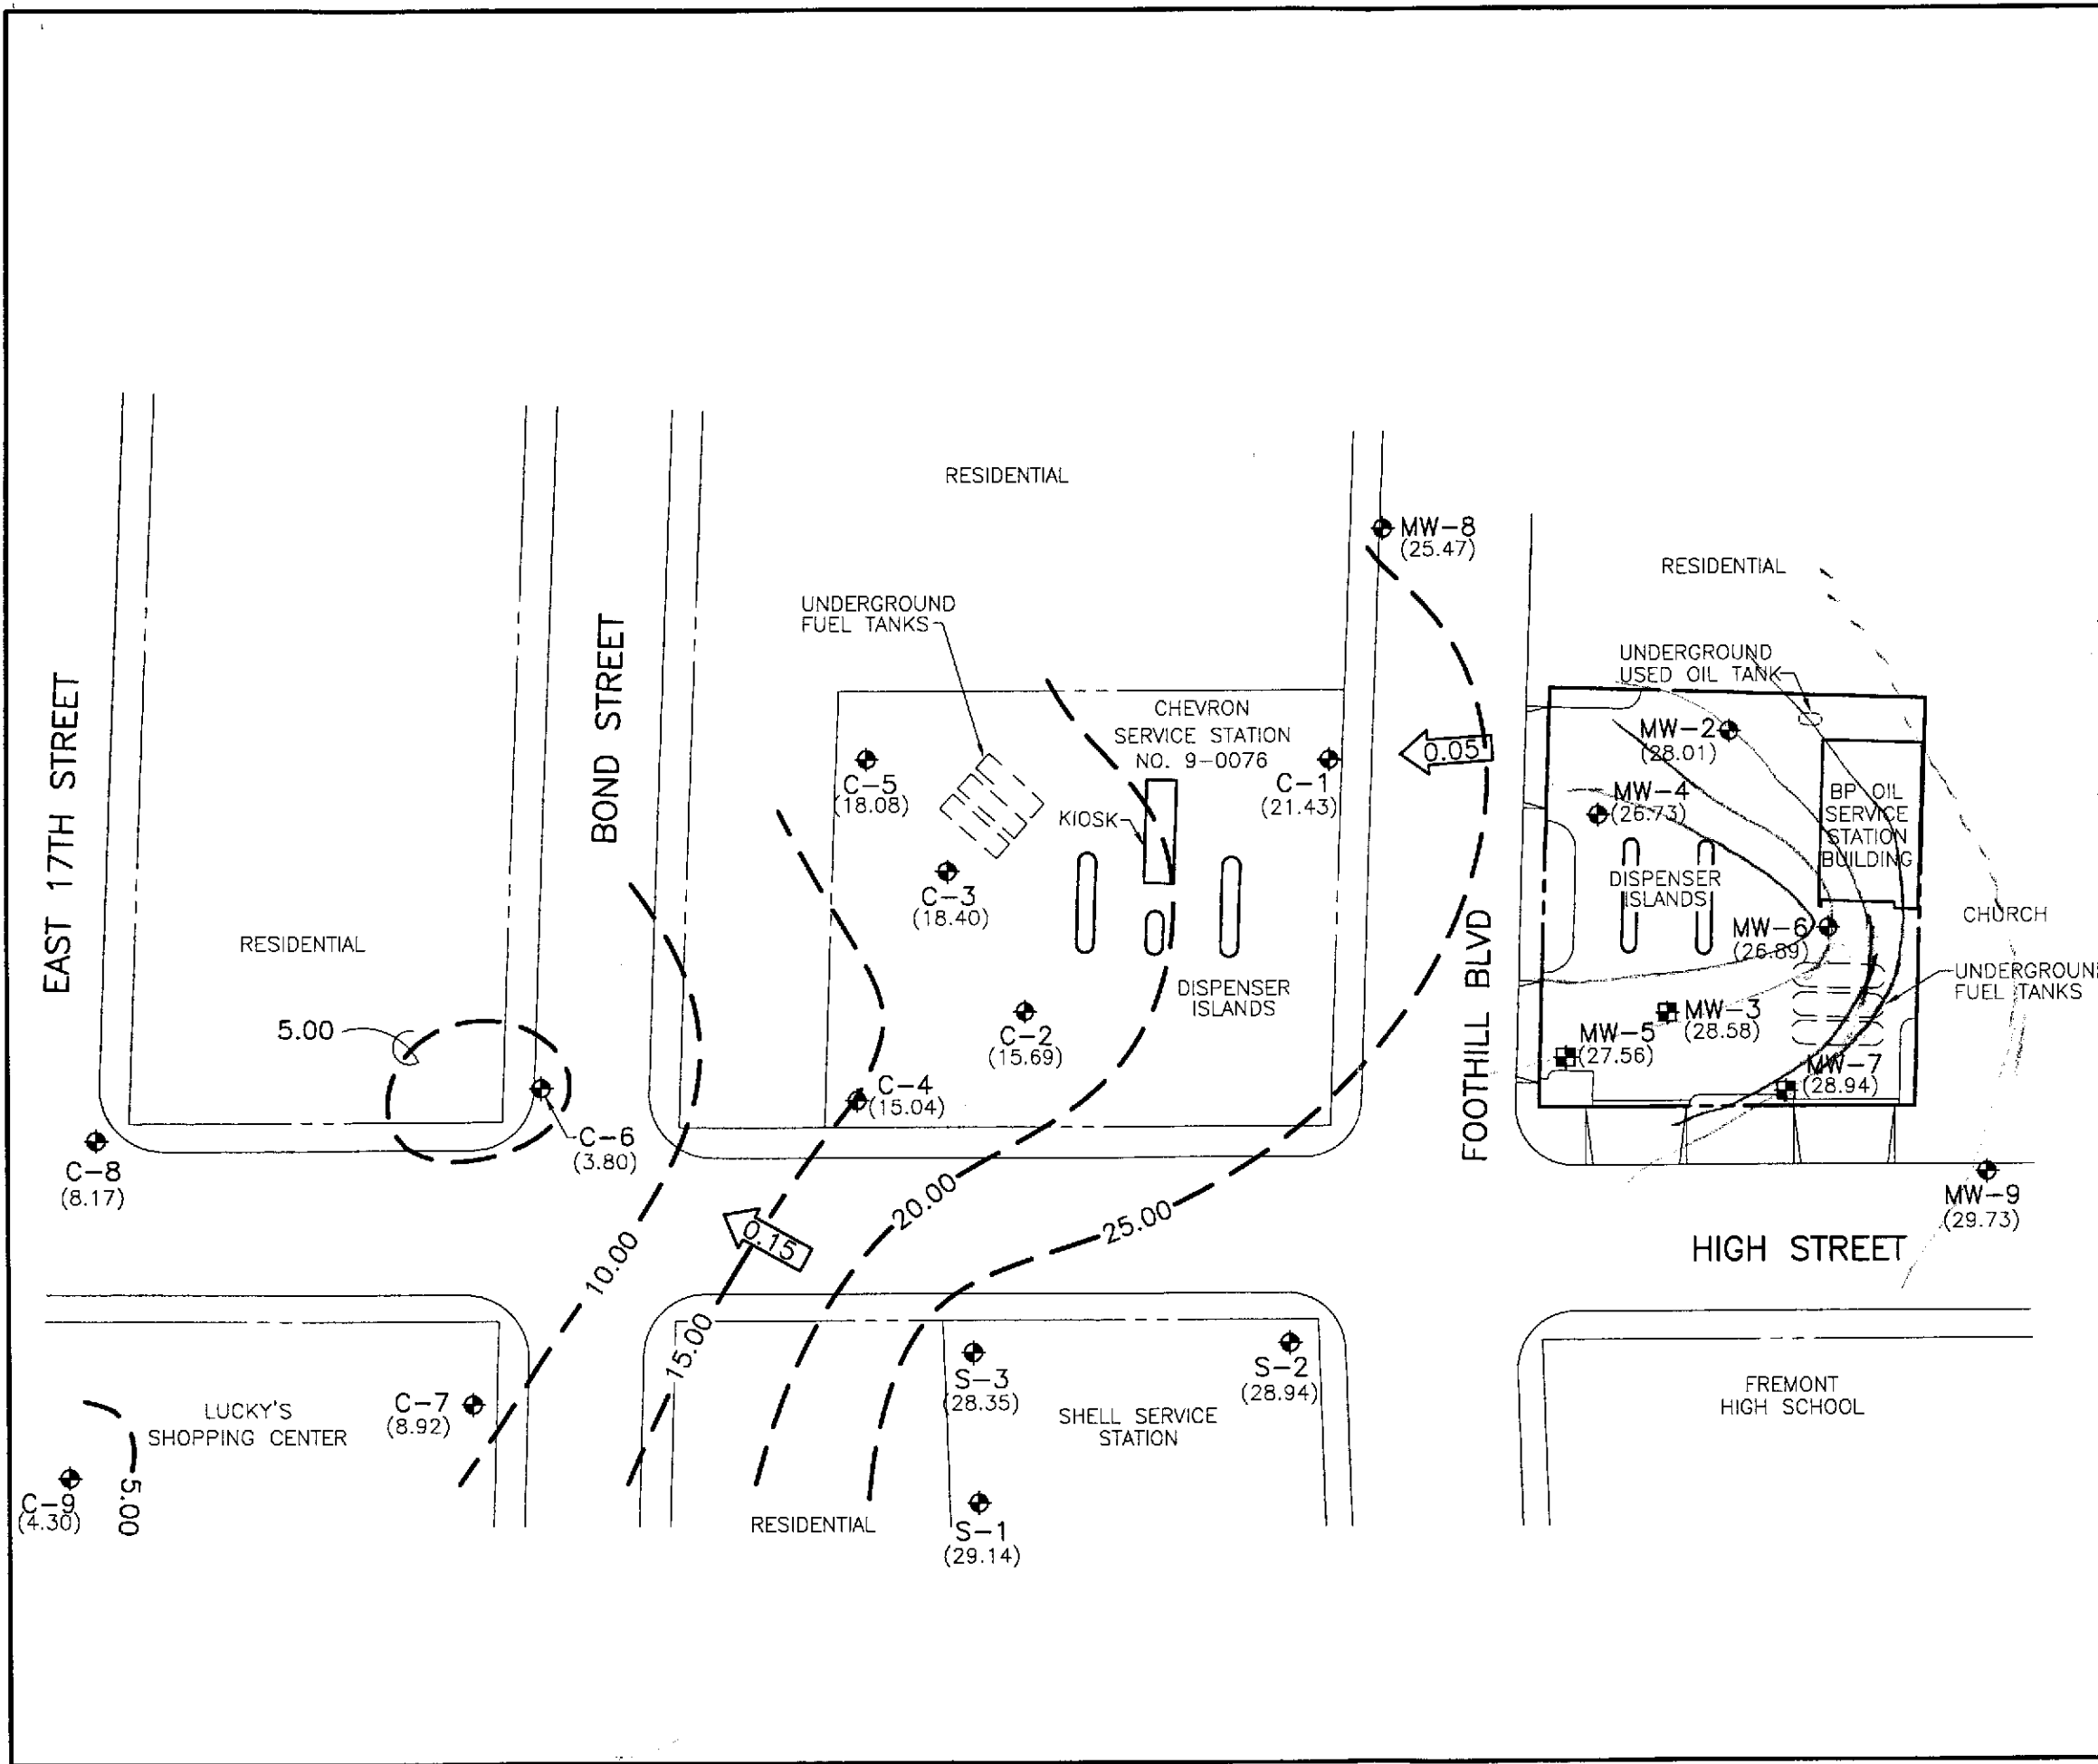 RESIDENTIAL
MW-8
(25.47)
RESIDENTIAL
UNDERGROUND
FUEL TANKS
UNDERGROUND
USED OIL TANK
EAST 17TH STREET
BOND STREET
CHEVRON
SERVICE STATION
NO. 9-0076
C-5
(18.08)
KIOSK
C-1
(21.43)
0.05
MW-2
(28.01)
MW-4
(26.73)
BP OIL
SERVICE
STATION
BUILDING
C-3
(18.40)
DISPENSER
ISLANDS
RESIDENTIAL
CHURCH
MW-6
(26.89)
UNDERGROUN
FUEL TANKS
DISPENSER
ISLANDS
FOOTHILL BLVD
5.00
C-2
(15.69)
MW-3
(28.58)
MW-5
(27.56)
MW-7
(28.94)
C-4
(15.04)
C-6
(3.80)
C-8
(8.17)
MW-9
(29.73)
20.00
25.00
0.15
10.00
HIGH STREET
15.00
S-3
(28.35)
S-2
(28.94)
C-7
(8.92)
LUCKY'S
SHOPPING CENTER
SHELL SERVICE
STATION
FREMONT
HIGH SCHOOL
C-9
(4.30)
5.00
RESIDENTIAL
S-1
(29.14)